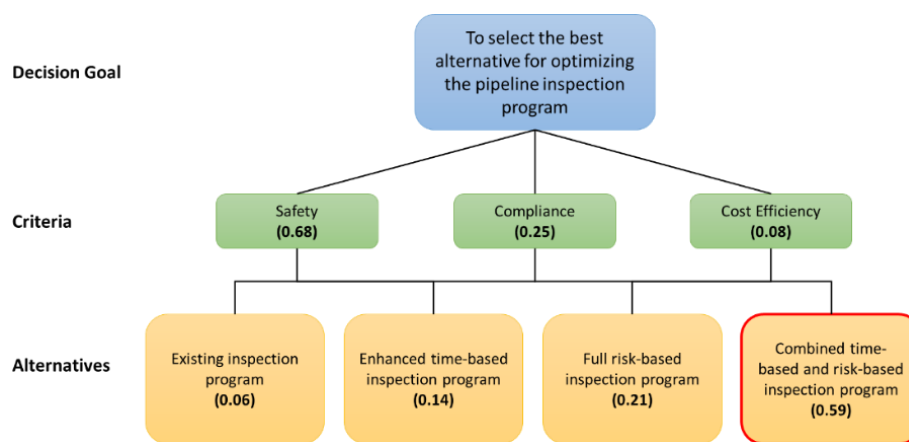 Decision Goal
To select the best
alternative for optimizing
the pipeline inspection
program
Criteria
Safety
(0.68)
Compliance
(0.25)
Cost Efficiency
(0.08)
Alternatives
Existing inspection
program
(0.06)
Enhanced time-based
inspection program
(0.14)
Full risk-based
inspection program
(0.21)
Combined time-
based and risk-based
inspection program
(0.59)